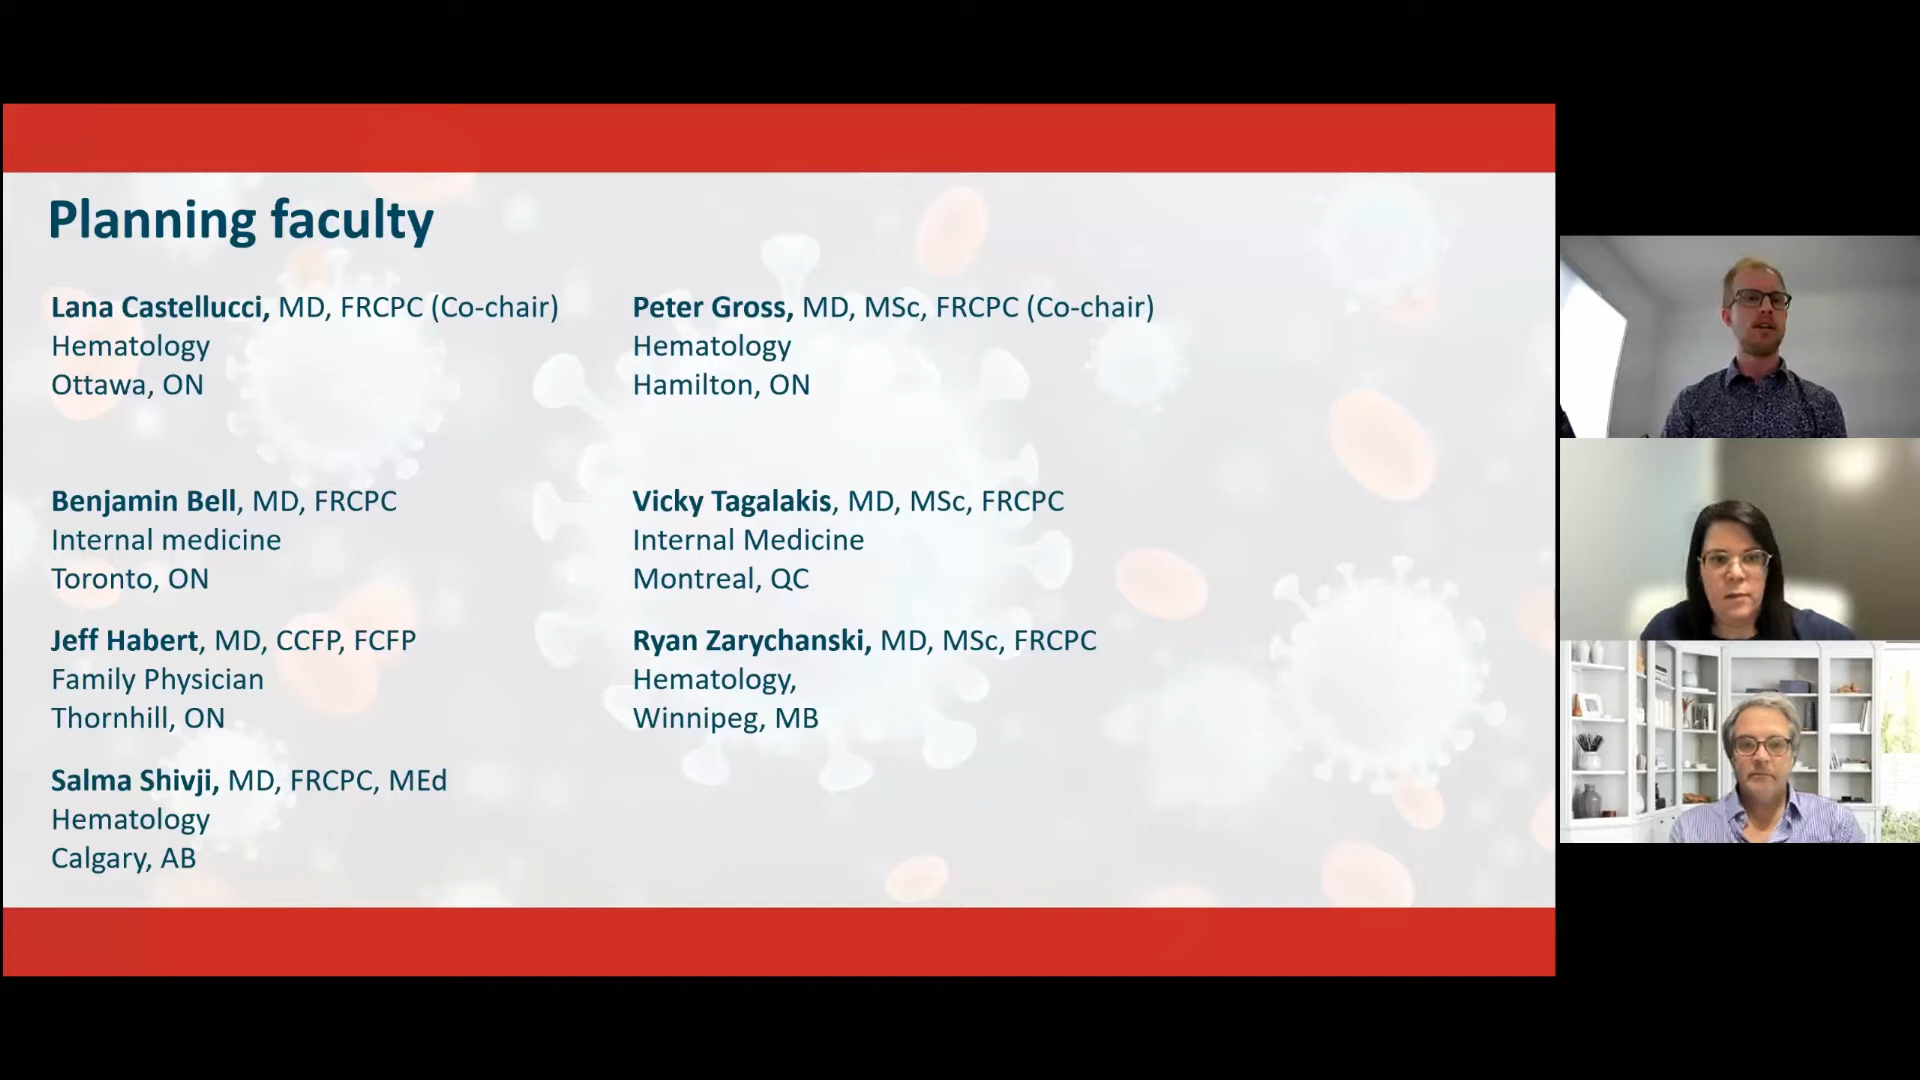 Planning faculty
Lana Castellucci, MD, FRCPC (Co-chair)
Hematology
Ottawa, ON
Peter Gross, MD, MSc, FRCPC (Co-chair)
Hematology
Hamilton, ON
Benjamin Bell, MD, FRCPC
Internal medicine
Toronto, ON
Vicky Tagalakis, MD, MSc, FRCPC
Internal Medicine
Montreal, QC
Jeff Habert, MD, CCFP, FCFP
Family Physician
Thornhill, ON
Ryan Zarychanski, MD, MSc, FRCPC
Hematology,
Winnipeg, MB
Salma Shivji, MD, FRCPC, MEd
Hematology
Calgary, AB